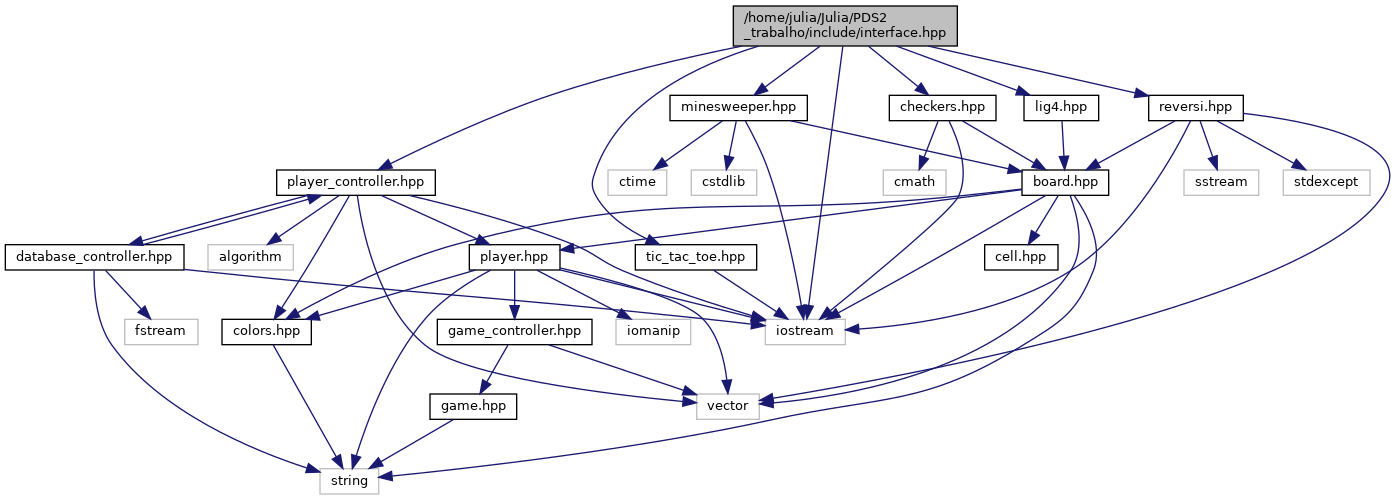 /home/julia/Julia/PDS2
_trabalho/include/interface.hpp
minesweeper.hpp
checkers.hpp
lig4.hpp
reversi.hpp
player_controller.hpp
ctime
cstdlib
cmath
board.hpp
sstream
stdexcept
database_controller.hpp
algorithm
player.hpp
tic_tac_toe.hpp
cell.hpp
fstream
colors.hpp
game_controller.hpp
iomanip
iostream
game.hpp
vector
string